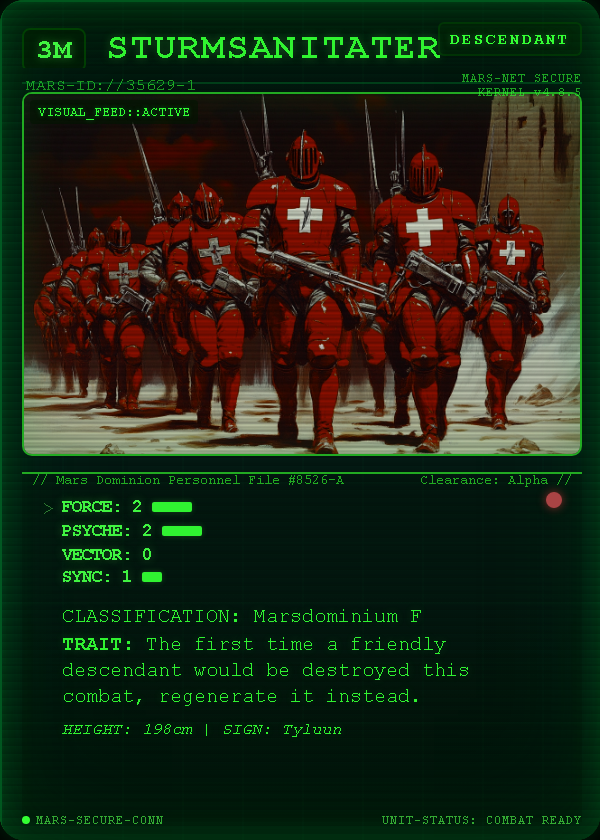 3M STURMSANITATER DESCENDANT
MARS-ID://35629-1
MARS-NET SECURE
KERNEL v4.8.5
VISUAL_FEED::ACTIVE
// Mars Dominion Personnel File #8526-A Clearance: Alpha //
> FORCE: 2
PSYCHE: 2
VECTOR: 0
SYNC: 1
CLASSIFICATION: Marsdominium F
TRAIT: The first time a friendly
descendant would be destroyed this
combat, regenerate it instead.
HEIGHT: 198cm | SIGN: Tyluun
MARS-SECURE-CONN UNIT-STATUS: COMBAT READY